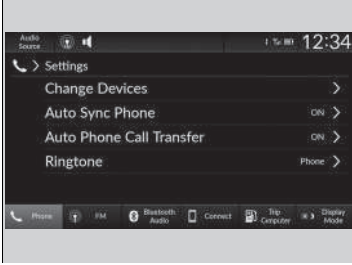 Audio
Source
12:34
Settings
Change Devices
Auto Sync Phone ON
Auto Phone Call Transfer ON
Ringtone Phone
Phone FM Bluetooth Audio Connect Trip Computer Display Mode